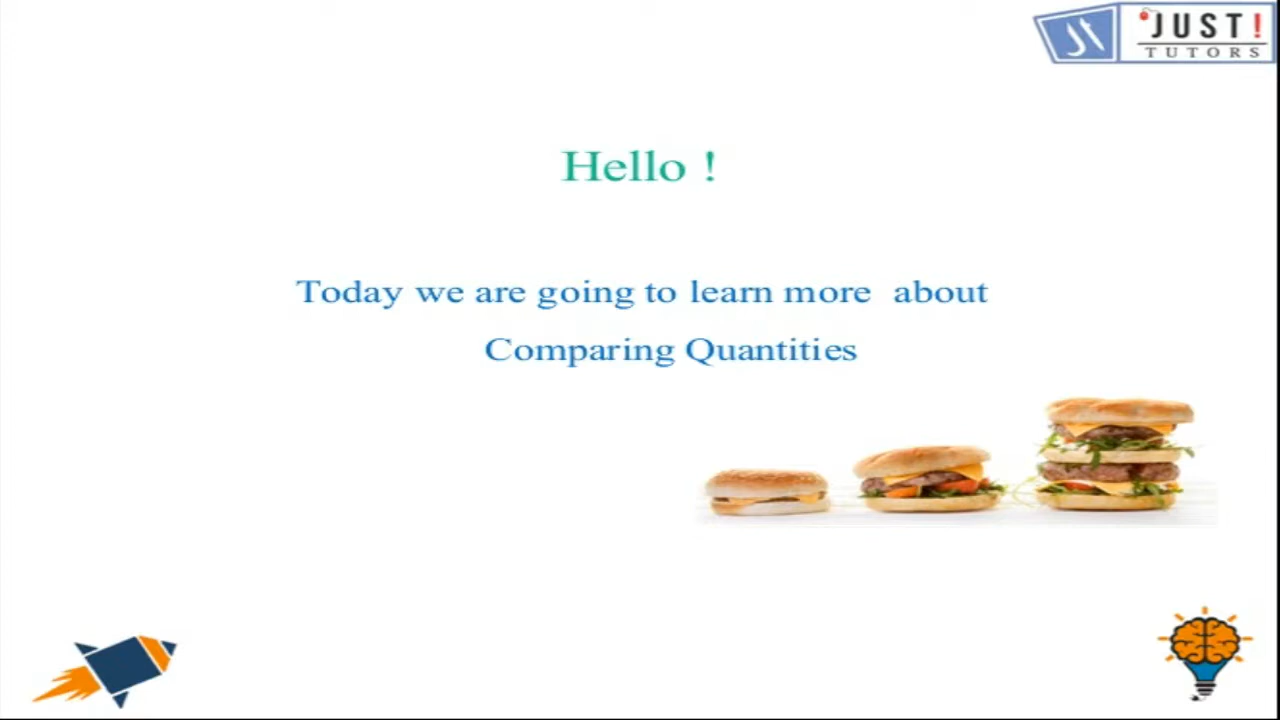 JUST!
TUTORS
Hello !
Today we are going to learn more about
Comparing Quantities